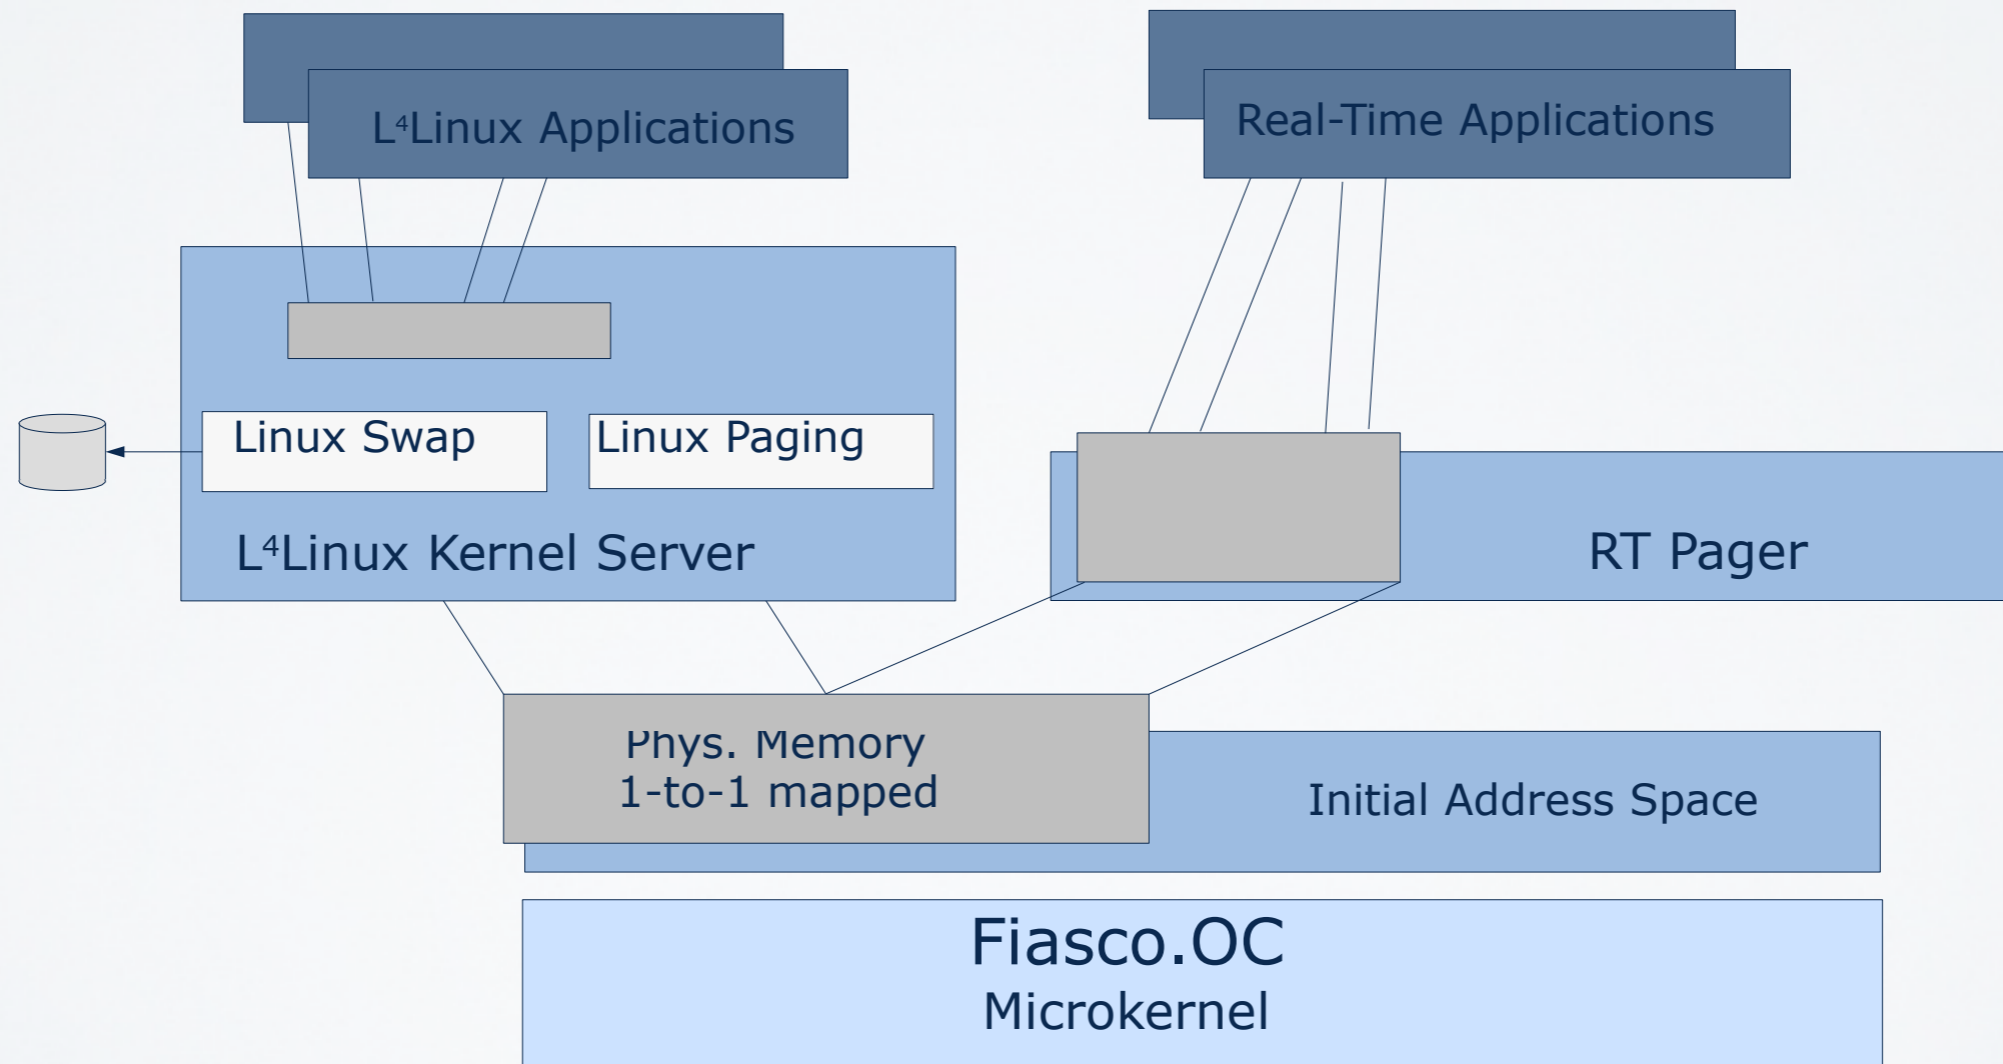 L⁴Linux Applications
Real-Time Applications
Linux Swap
Linux Paging
L⁴Linux Kernel Server
RT Pager
Phys. Memory
1-to-1 mapped
Initial Address Space
Fiasco.OC
Microkernel